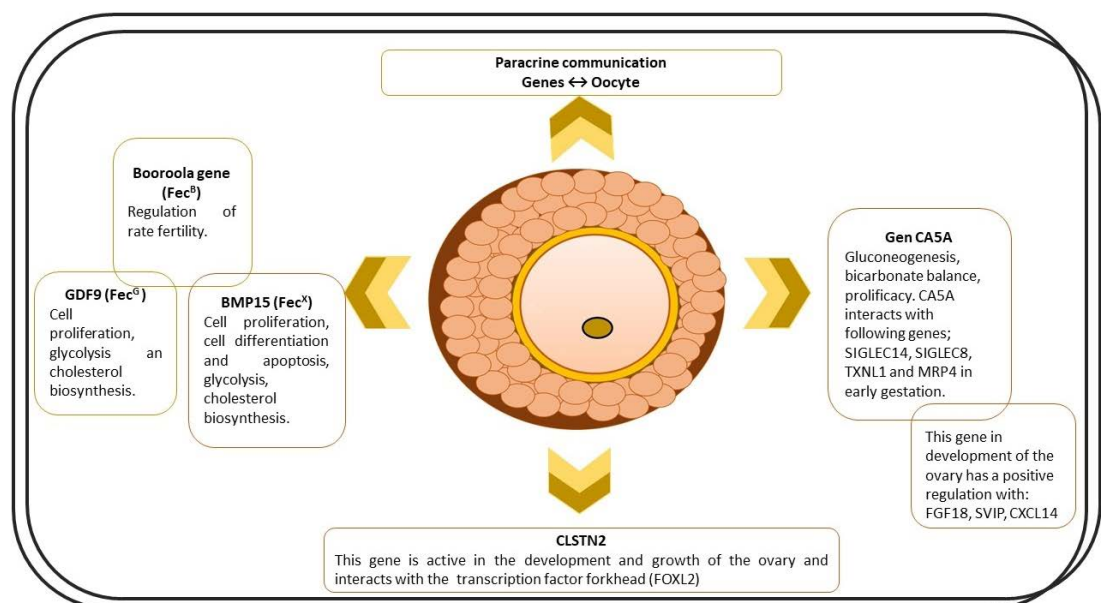 Paracrine communication
Genes ↔ Oocyte
Booroola gene
(Fecᴮ)
Regulation of
rate fertility.
GDF9 (Fecᴳ)
Cell
proliferation,
glycolysis an
cholesterol
biosynthesis.
BMP15 (Fecˣ)
Cell proliferation,
cell differentiation
and apoptosis,
glycolysis,
cholesterol
biosynthesis.
Gen CA5A
Gluconeogenesis,
bicarbonate balance,
prolificacy. CA5A
interacts with
following genes;
SIGLEC14, SIGLEC8,
TXNL1 and MRP4 in
early gestation.
This gene in
development of the
ovary has a positive
regulation with:
FGF18, SVIP, CXCL14
CLSTN2
This gene is active in the development and growth of the ovary and
interacts with the transcription factor forkhead (FOXL2)